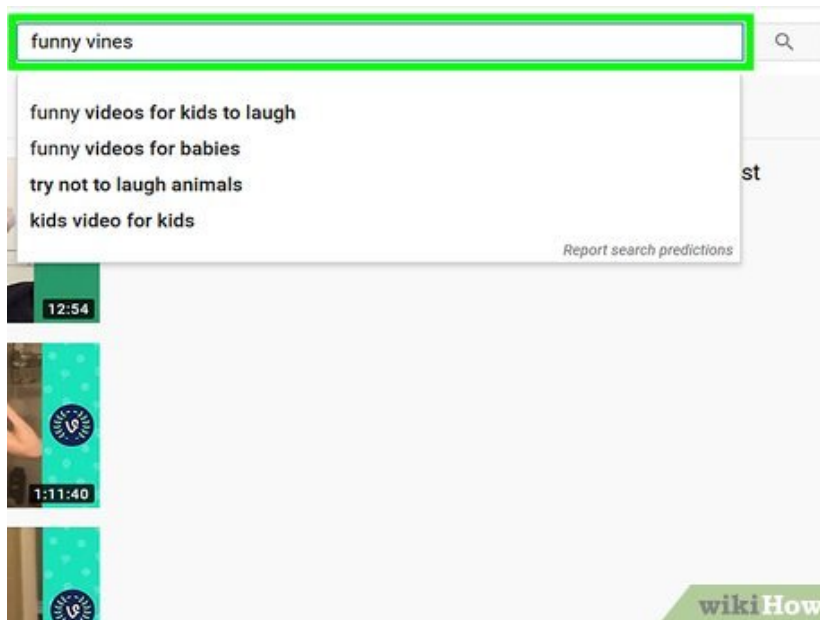 funny vines
funny videos for kids to laugh
funny videos for babies
try not to laugh animals
st
kids video for kids
Report search predictions
12:54
1:11:40
wikiHow